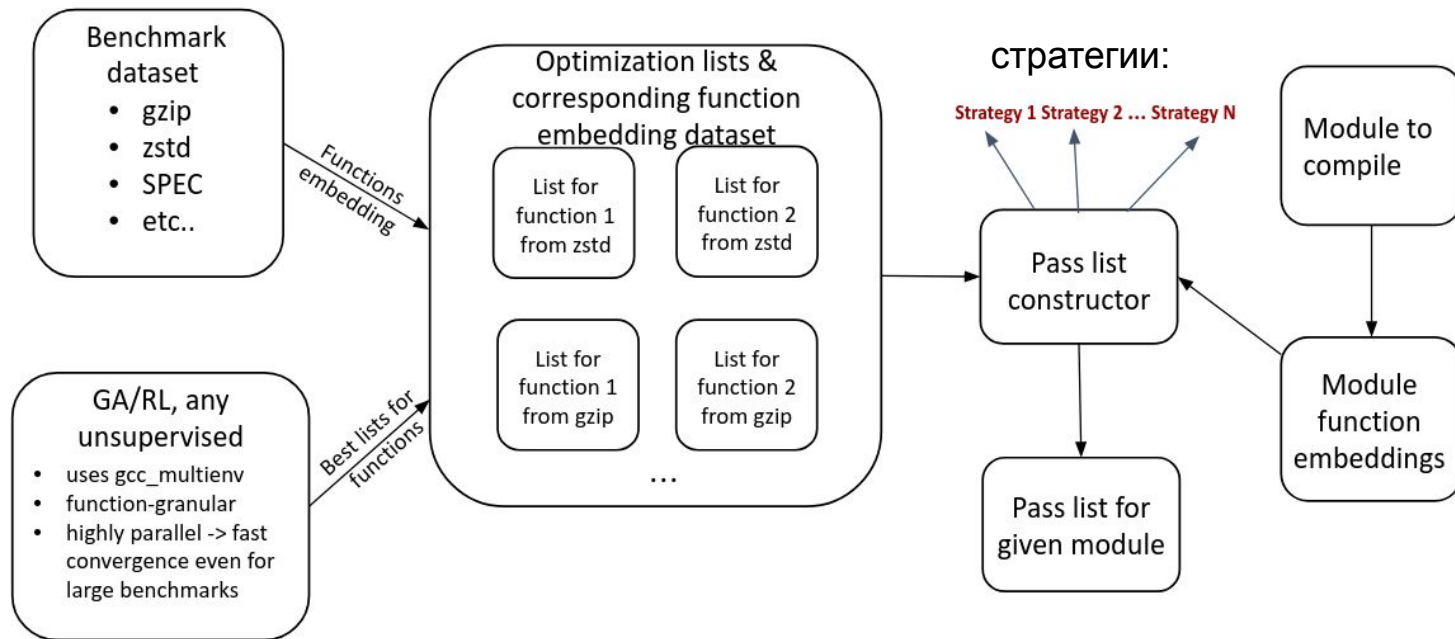 Benchmark
dataset
• gzip
• zstd
• SPEC
• etc..
Functions
embedding
GA/RL, any
unsupervised
• uses gcc_multienv
• function-granular
• highly parallel -> fast
convergence even for
large benchmarks
Best lists for
functions
Optimization lists &
corresponding function
embedding dataset
List for
function 1
from zstd
List for
function 2
from zstd
List for
function 1
from gzip
List for
function 2
from gzip
...
стратегии:
Strategy 1 Strategy 2 ... Strategy N
Pass list
constructor
Pass list for
given module
Module to
compile
Module
function
embeddings